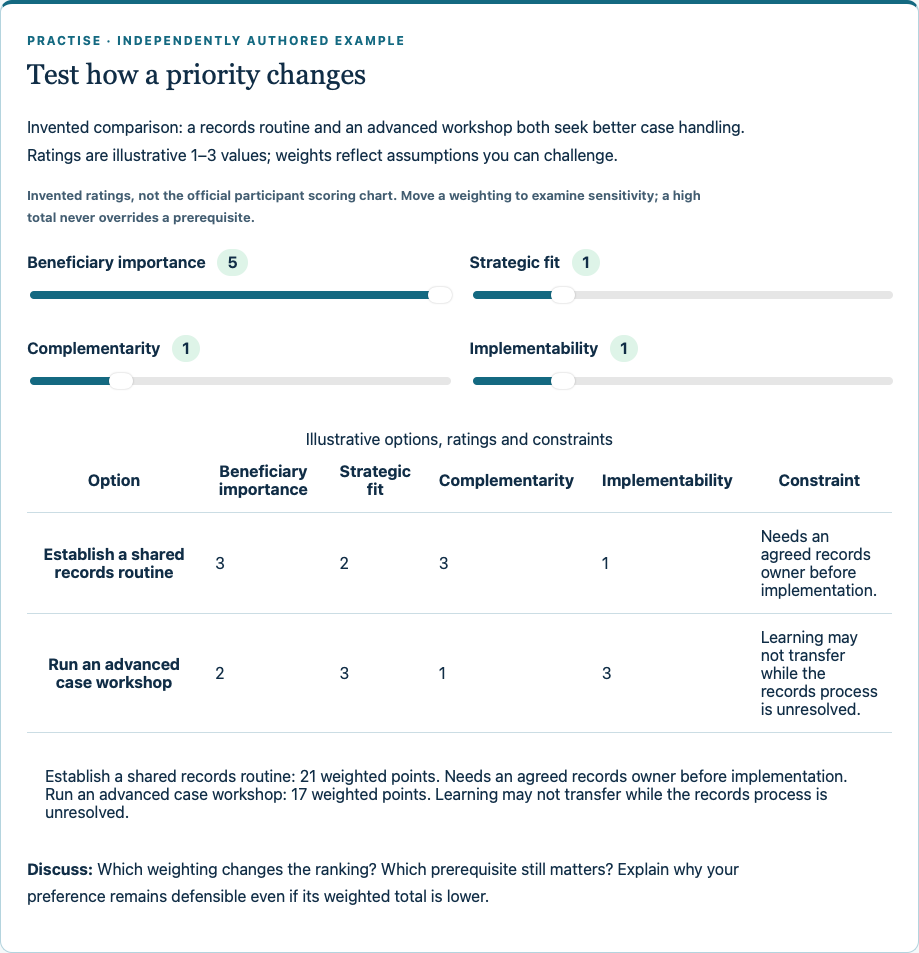 PRACTISE · INDEPENDENTLY AUTHORED EXAMPLE
Test how a priority changes
Invented comparison: a records routine and an advanced workshop both seek better case handling.
Ratings are illustrative 1–3 values; weights reflect assumptions you can challenge.
Invented ratings, not the official participant scoring chart. Move a weighting to examine sensitivity; a high
total never overrides a prerequisite.
Beneficiary importance 5
Strategic fit 1
Complementarity 1
Implementability 1
Illustrative options, ratings and constraints
Option
Beneficiary
importance
Strategic
fit
Complementarity
Implementability
Constraint
Establish a shared
records routine
3
2
3
1
Needs an
agreed records
owner before
implementation.
Run an advanced
case workshop
2
3
1
3
Learning may
not transfer
while the
records process
is unresolved.
Establish a shared records routine: 21 weighted points. Needs an agreed records owner before implementation.
Run an advanced case workshop: 17 weighted points. Learning may not transfer while the records process is
unresolved.
Discuss: Which weighting changes the ranking? Which prerequisite still matters? Explain why your
preference remains defensible even if its weighted total is lower.